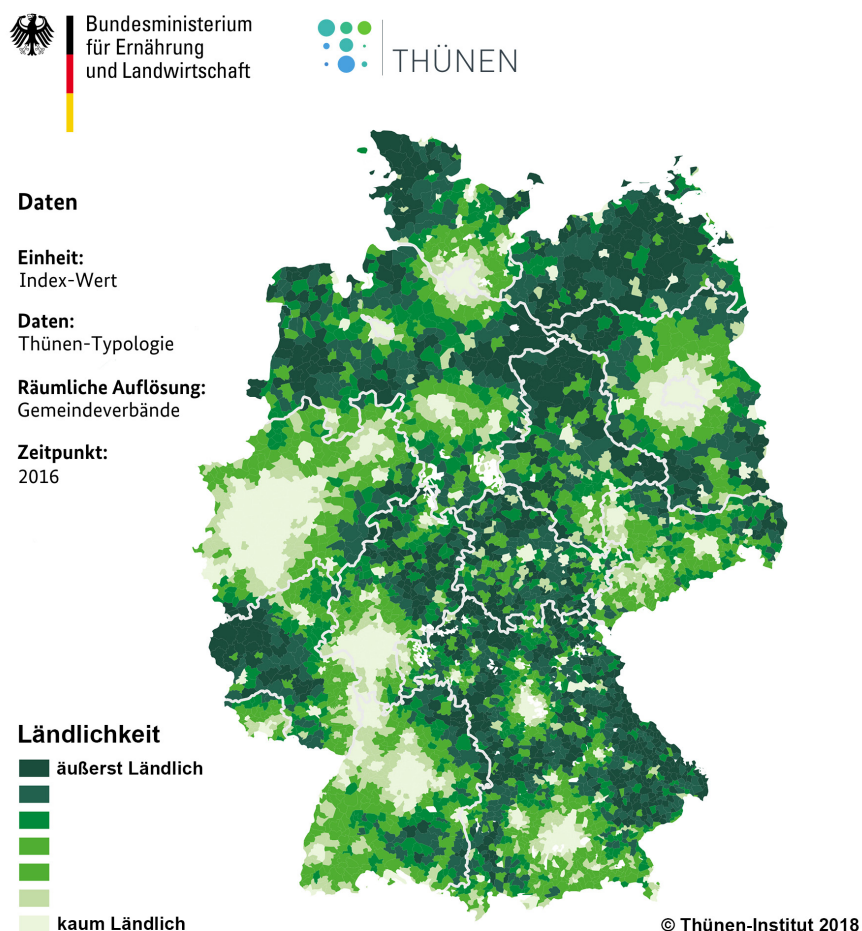 Bundesministerium
für Ernährung
und Landwirtschaft
THÜNEN
Daten
Einheit:
Index-Wert
Daten:
Thünen-Typologie
Räumliche Auflösung:
Gemeindeverbände
Zeitpunkt:
2016
Ländlichkeit
äußerst Ländlich
kaum Ländlich
© Thünen-Institut 2018